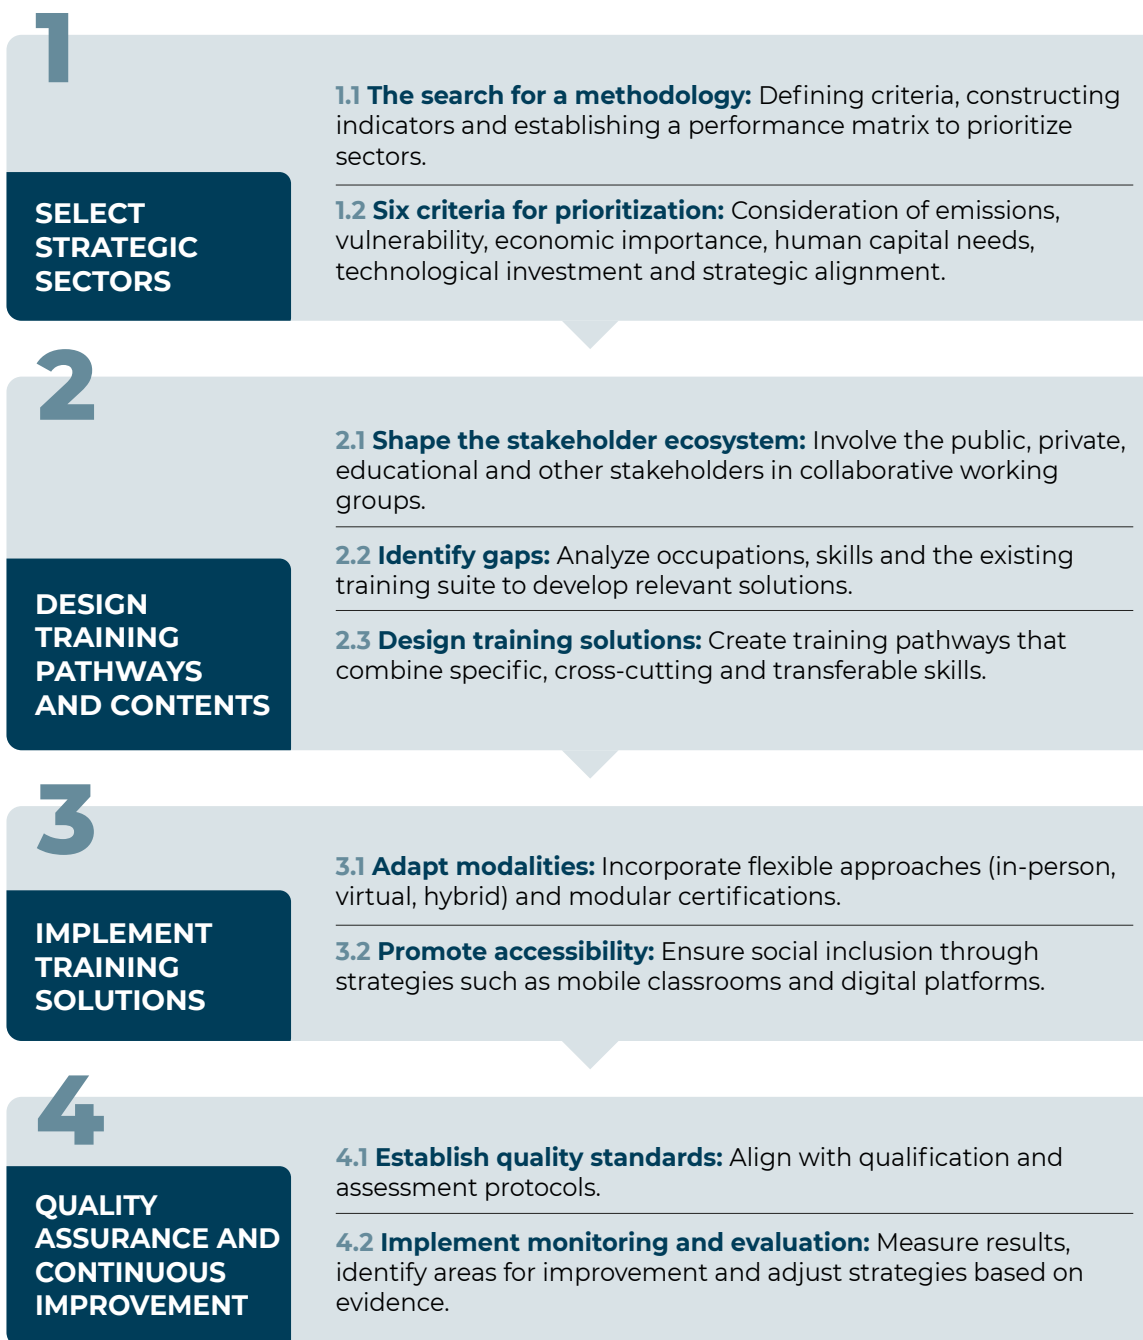 1
SELECT
STRATEGIC
SECTORS
1.1 The search for a methodology: Defining criteria, constructing
indicators and establishing a performance matrix to prioritize
sectors.
1.2 Six criteria for prioritization: Consideration of emissions,
vulnerability, economic importance, human capital needs,
technological investment and strategic alignment.
2
DESIGN
TRAINING
PATHWAYS
AND CONTENTS
2.1 Shape the stakeholder ecosystem: Involve the public, private,
educational and other stakeholders in collaborative working
groups.
2.2 Identify gaps: Analyze occupations, skills and the existing
training suite to develop relevant solutions.
2.3 Design training solutions: Create training pathways that
combine specific, cross-cutting and transferable skills.
3
IMPLEMENT
TRAINING
SOLUTIONS
3.1 Adapt modalities: Incorporate flexible approaches (in-person,
virtual, hybrid) and modular certifications.
3.2 Promote accessibility: Ensure social inclusion through
strategies such as mobile classrooms and digital platforms.
4
QUALITY
ASSURANCE AND
CONTINUOUS
IMPROVEMENT
4.1 Establish quality standards: Align with qualification and
assessment protocols.
4.2 Implement monitoring and evaluation: Measure results,
identify areas for improvement and adjust strategies based on
evidence.